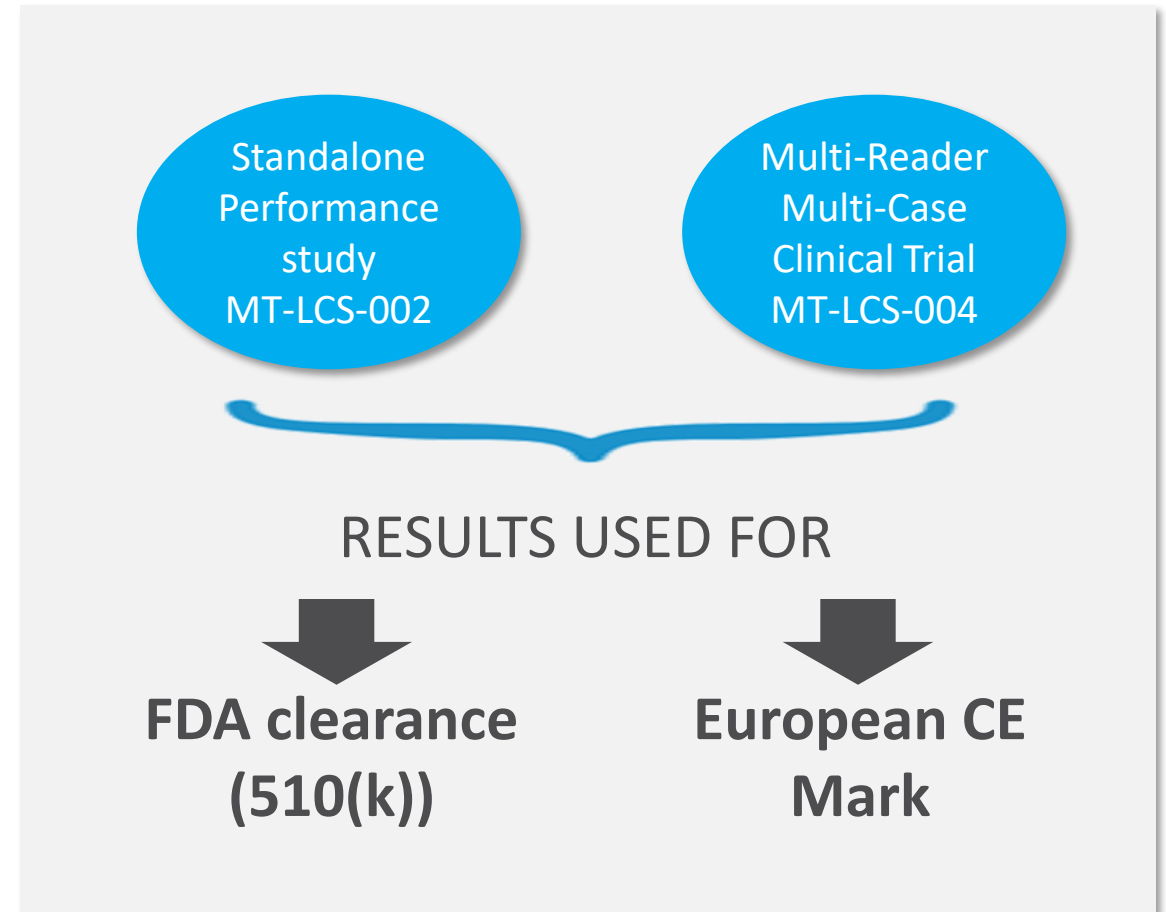 Standalone
Performance
study
MT-LCS-002
Multi-Reader
Multi-Case
Clinical Trial
MT-LCS-004
RESULTS USED FOR
FDA clearance
(510(k))
European CE
Mark